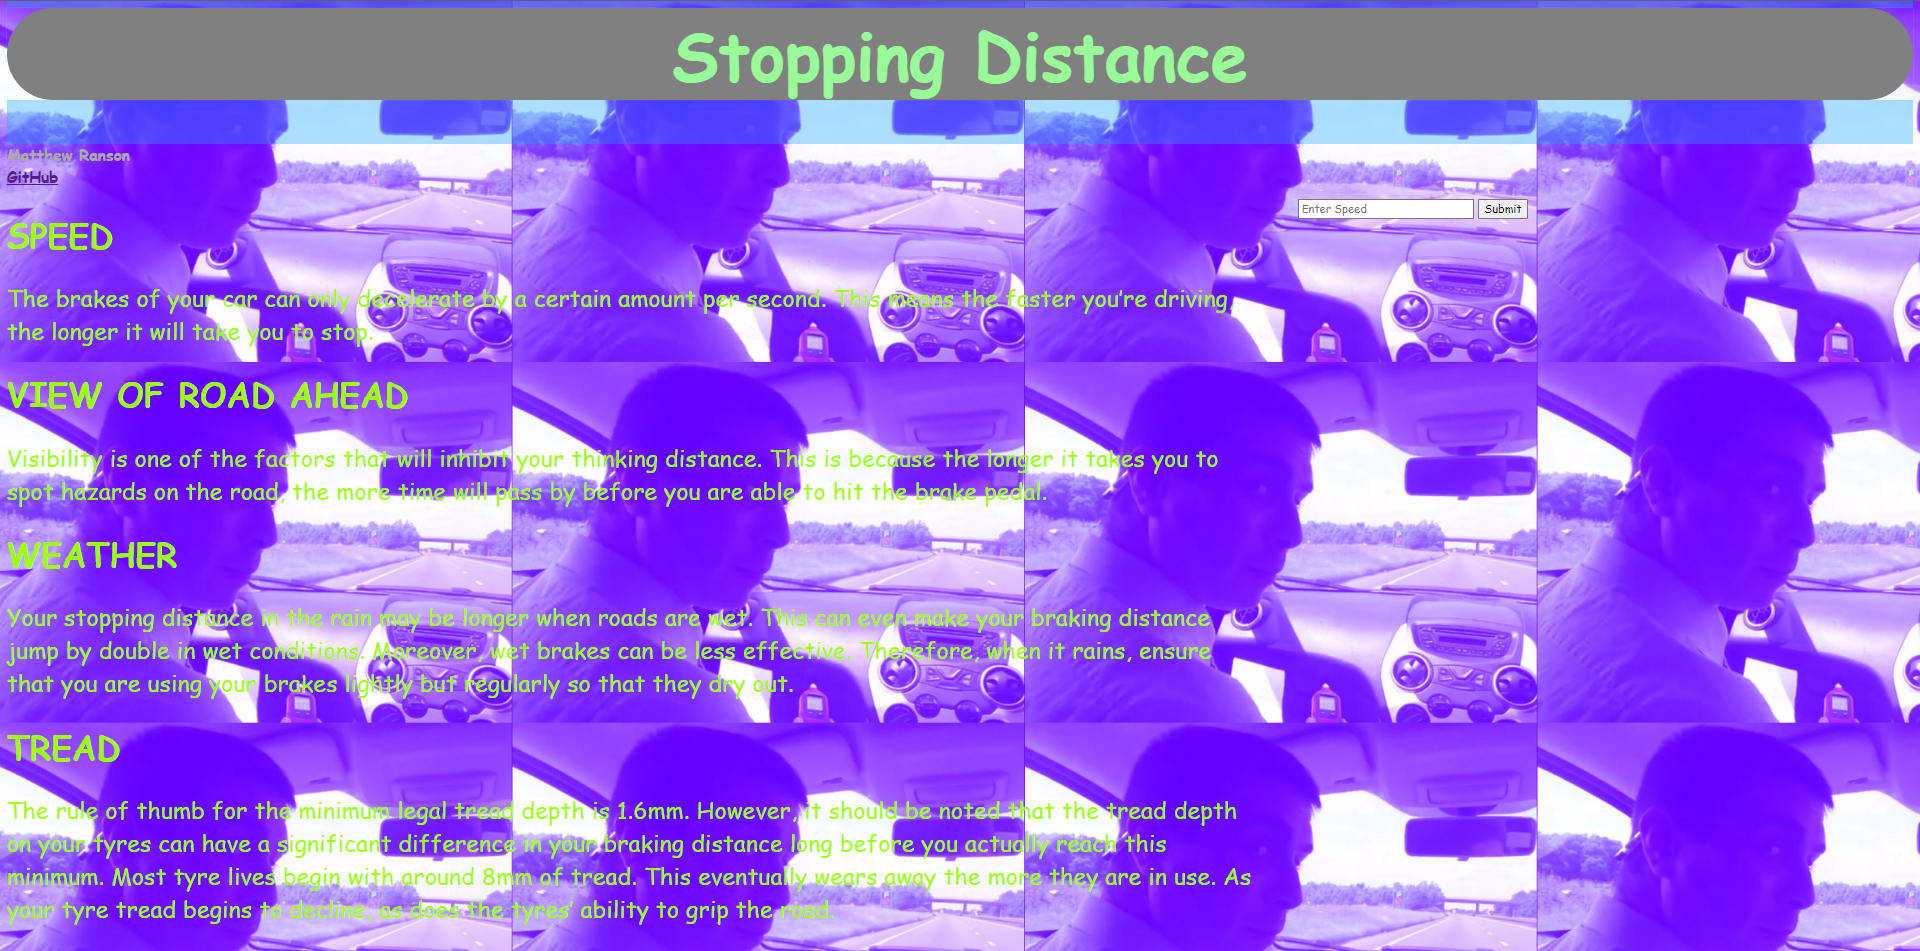 Stopping Distance
Matthew Ranson
GitHub
Enter Speed Submit
SPEED
The brakes of your car can only decelerate by a certain amount per second. This means the faster you’re driving,
the longer it will take you to stop.
VIEW OF ROAD AHEAD
Visibility is one of the factors that will inhibit your thinking distance. This is because the longer it takes you to
spot hazards on the road, the more time will pass by before you are able to hit the brake pedal.
WEATHER
Your stopping distance in the rain may be longer when roads are wet. This can even make your braking distance
jump by double in wet conditions. Moreover, wet brakes can be less effective. Therefore, when it rains, ensure
that you are using your brakes lightly but regularly so that they dry out.
TREAD
The rule of thumb for the minimum legal tread depth is 1.6mm. However, it should be noted that the tread depth
on your tyres can have a significant difference in your braking distance long before you actually reach this
minimum. Most tyre lives begin with around 8mm of tread. This eventually wears away the more they are in use. As
your tyre tread begins to decline, as does the tyres’ ability to grip the road.